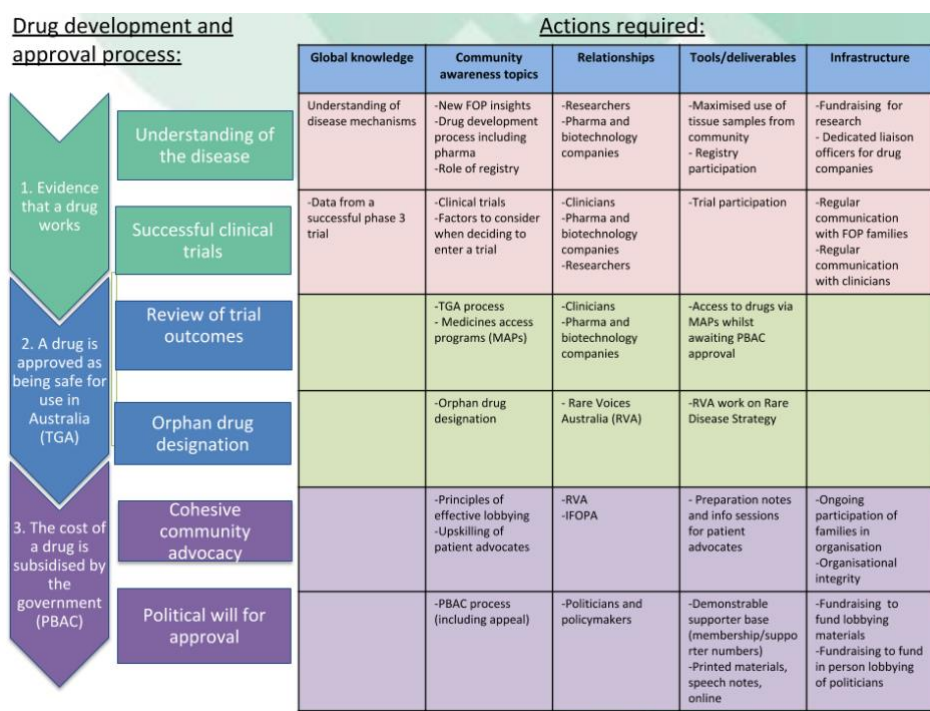 Drug development and
approval process:
Actions required:
Global knowledge
Community
awareness topics
Relationships
Tools/deliverables
Infrastructure
1. Evidence
that a drug
works
Understanding of
the disease
Understanding of
disease mechanisms
-New FOP insights
-Drug development
process including
pharma
-Role of registry
-Researchers
-Pharma and
biotechnology
companies
-Maximised use of
tissue samples from
community
- Registry
participation
-Fundraising for
research
- Dedicated liaison
officers for drug
companies
Successful clinical
trials
-Data from a
successful phase 3
trial
-Clinical trials
-Factors to consider
when deciding to
enter a trial
-Clinicians
-Pharma and
biotechnology
companies
-Researchers
-Trial participation
-Regular
communication
with FOP families
-Regular
communication
with clinicians
2. A drug is
approved as
being safe for
use in
Australia
(TGA)
Review of trial
outcomes
-TGA process
- Medicines access
programs (MAPs)
-Clinicians
-Pharma and
biotechnology
companies
-Access to drugs via
MAPs whilst
awaiting PBAC
approval
Orphan drug
designation
-Orphan drug
designation
- Rare Voices
Australia (RVA)
-RVA work on Rare
Disease Strategy
3. The cost of
a drug is
subsidised by
the
government
(PBAC)
Cohesive
community
advocacy
-Principles of
effective lobbying
-Upskilling of
patient advocates
-RVA
-IFOPA
- Preparation notes
and info sessions
for patient
advocates
-Ongoing
participation of
families in
organisation
-Organisational
integrity
Political will for
approval
-PBAC process
(including appeal)
-Politicians and
policymakers
-Demonstrable
supporter base
(membership/suppo
rter numbers)
-Printed materials,
speech notes,
online
-Fundraising to
fund lobbying
materials
-Fundraising to fund
in person lobbying
of politicians